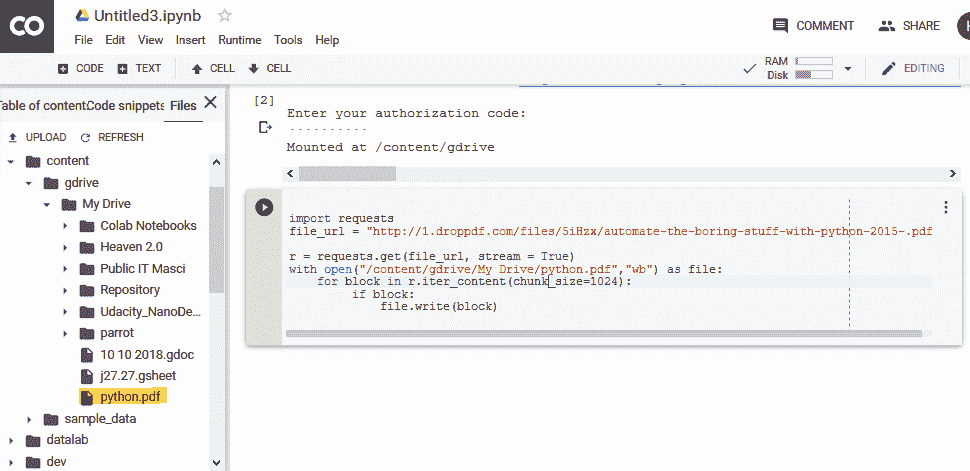 CO
Untitled3.ipynb
File Edit View Insert Runtime Tools Help
COMMENT SHARE
CODE TEXT CELL CELL
RAM
Disk
EDITING
Table of contentCode snippets Files
UPLOAD REFRESH
content
gdrive
My Drive
Colab Notebooks
Heaven 2.0
Public IT Masci
Repository
Udacity_NanoDe...
parrot
10 10 2018.gdoc
j27.27.gsheet
python.pdf
sample_data
datalab
dev
[2]
Enter your authorization code:
··········
Mounted at /content/gdrive
import requests
file_url = "http://1.droppdf.com/files/5iHzx/automate-the-boring-stuff-with-python-2015-.pdf
r = requests.get(file_url, stream = True)
with open("/content/gdrive/My Drive/python.pdf","wb") as file:
for block in r.iter_content(chunk_size=1024):
if block:
file.write(block)